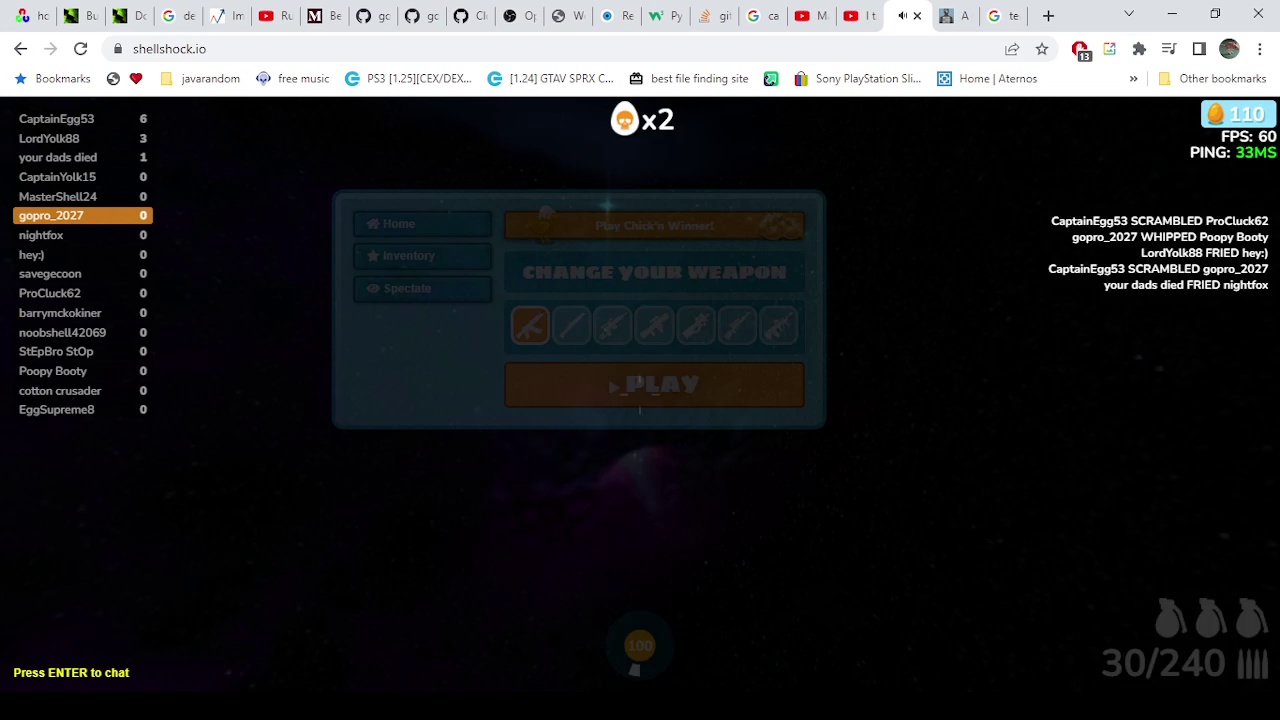 hc
Bu
Dc
de
Im
Ru
Be
gc
gc
Cl
Op
W
Re
Py
git
ca
M
I t
A
te
shellshock.io
13
Bookmarks
javarandom
free music
PS3 [1.25][CEX/DEX...
[1.24] GTAV SPRX C...
best file finding site
Sony PlayStation Sli...
Home | Aternos
»
Other bookmarks
CaptainEgg53 6
LordYolk88 3
your dads died 1
CaptainYolk15 0
MasterShell24 0
gopro_2027 0
nightfox 0
hey:) 0
savegecoon 0
ProCluck62 0
barrymckokiner 0
noobshell42069 0
StEpBro StOp 0
Poopy Booty 0
cotton crusader 0
EggSupreme8 0
x2
110
FPS: 60
PING: 33MS
CaptainEgg53 SCRAMBLED ProCluck62
gopro_2027 WHIPPED Poopy Booty
LordYolk88 FRIED hey:)
CaptainEgg53 SCRAMBLED gopro_2027
your dads died FRIED nightfox
Home
Inventory
Spectate
Play Chick'n Winner!
CHANGE YOUR WEAPON
PLAY
100
30/240
Press ENTER to chat